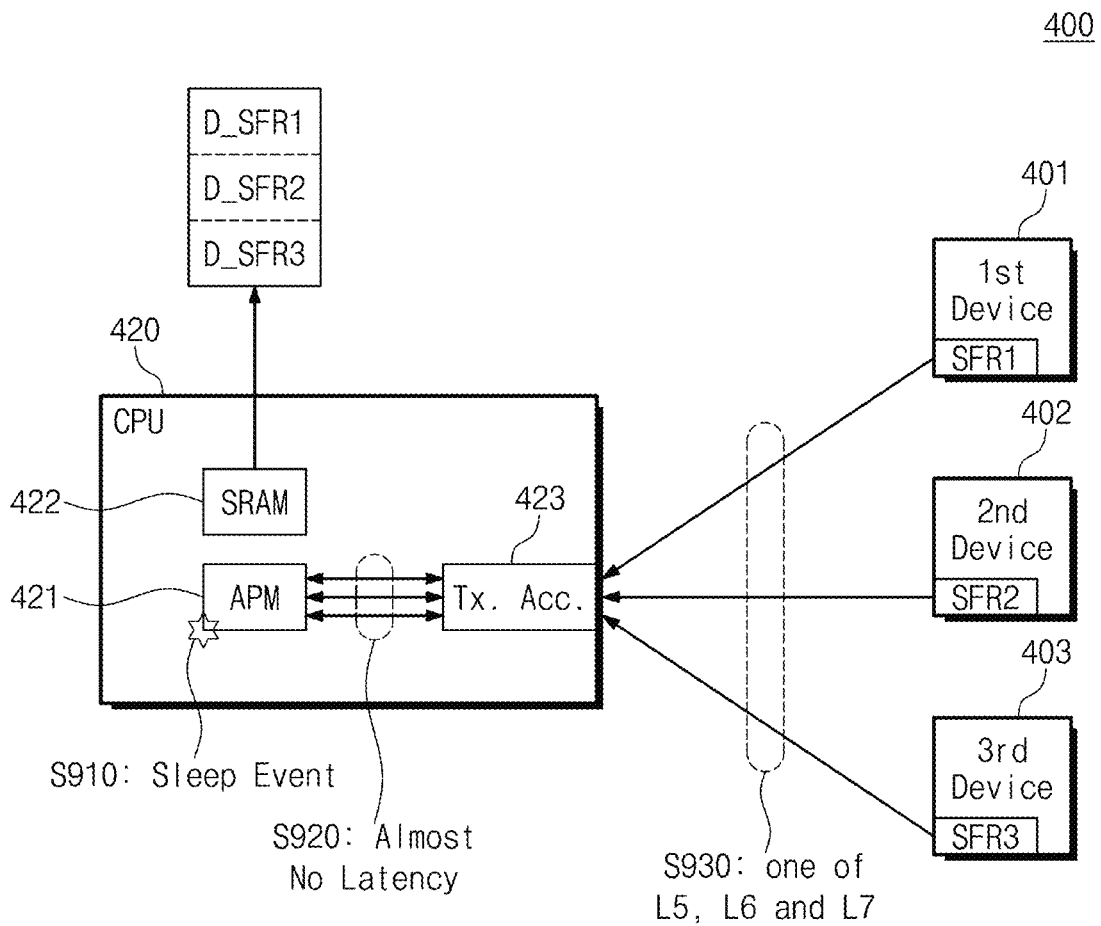 400
D_SFR1
D_SFR2
D_SFR3
401
1st
Device
SFR1
420
CPU
402
422
SRAM
423
2nd
Device
SFR2
421
APM
Tx. Acc.
403
3rd
Device
SFR3
S910: Sleep Event
S920: Almost
No Latency
S930: one of
L5, L6 and L7